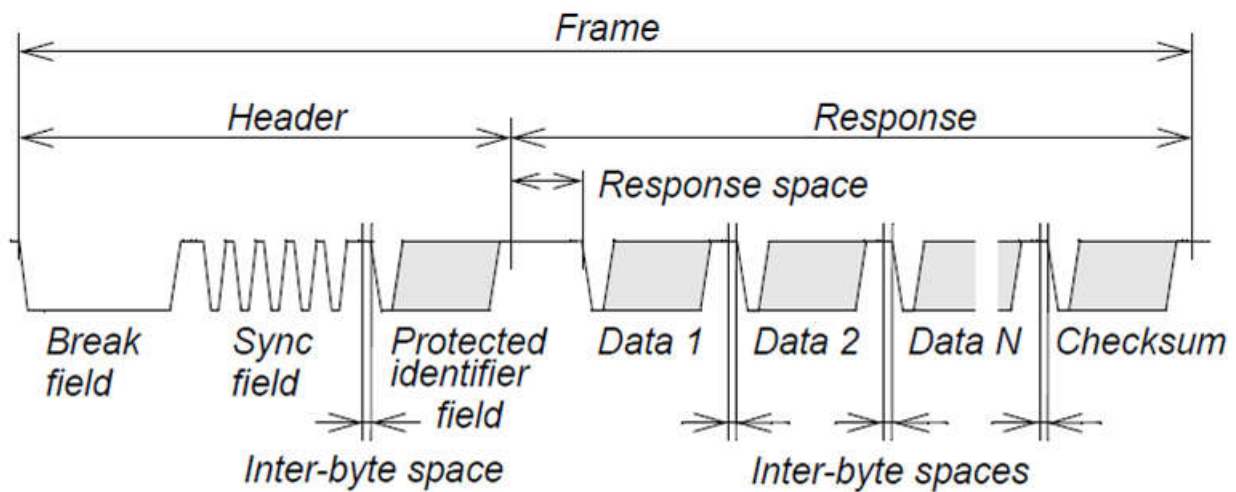 Frame
Header
Response
Response space
Break field
Sync field
Protected identifier field
Data 1
Data 2
Data N
Checksum
Inter-byte space
Inter-byte spaces